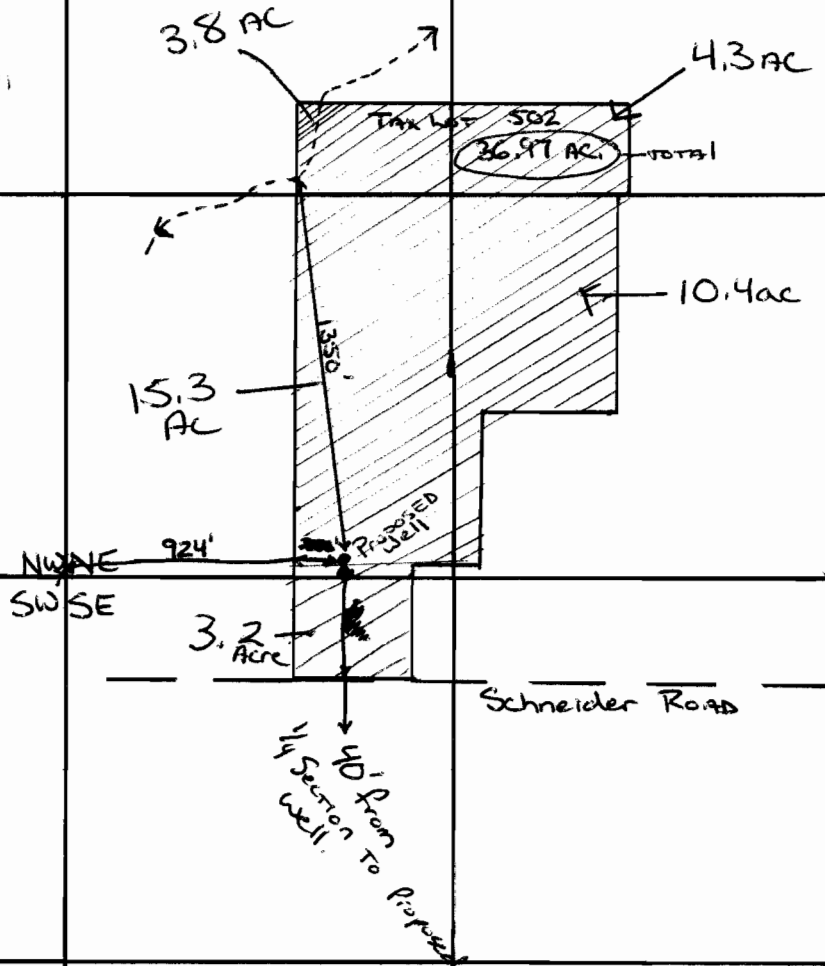 3.8 AC
4.3 AC
TAX LOT 502
36.97 AC. TOTAL
10.4ac
1350'
15.3
AC
PROPOSED
Well
924'
NW NE
SW SE
3.2
Acre
Schneider ROAD
40' from
1/4 Section To Proposed
Well.